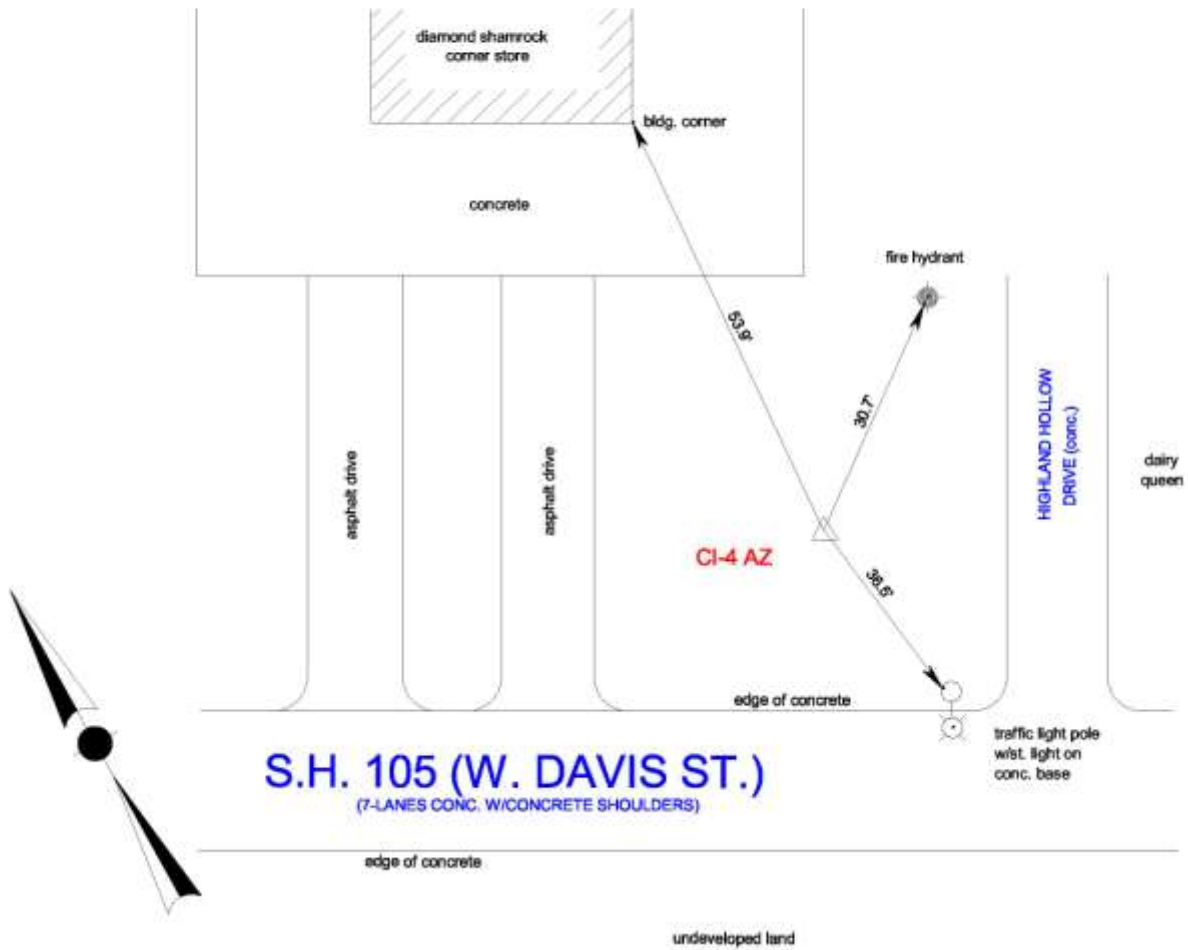 diamond shamrock
corner store
bldg. corner
concrete
fire hydrant
53.9'
30.7'
HIGHLAND HOLLOW
DRIVE (conc.)
dairy
queen
asphalt drive
asphalt drive
CI-4 AZ
36.5'
edge of concrete
traffic light pole
w/st. light on
conc. base
S.H. 105 (W. DAVIS ST.)
(7-LANES CONC. W/CONCRETE SHOULDERS)
edge of concrete
undeveloped land